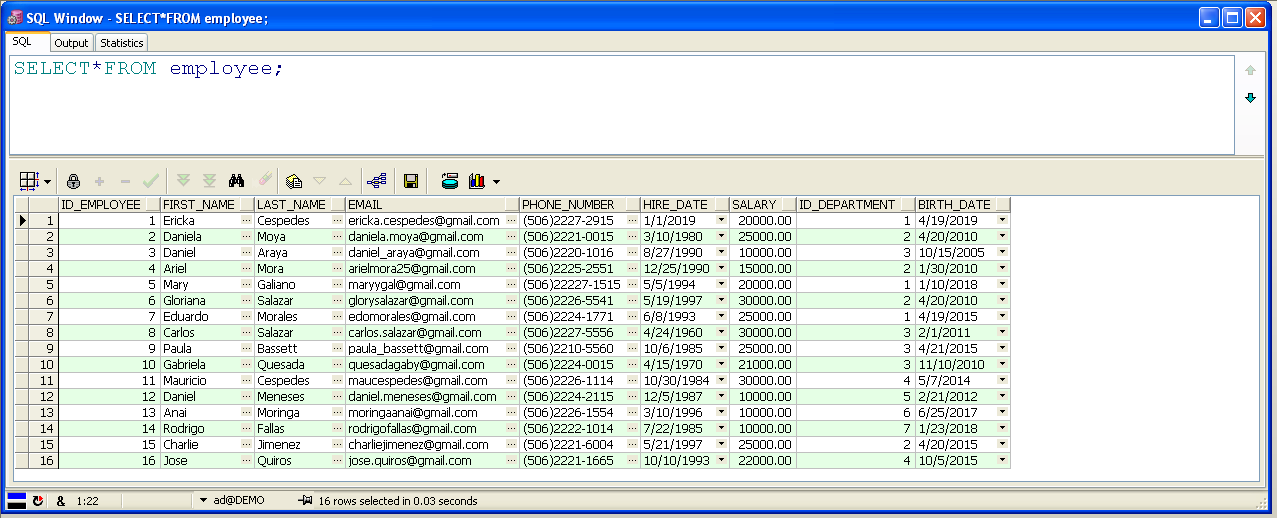 SQL Window - SELECT*FROM employee;
SQL Output Statistics
SELECT*FROM employee;
ID_EMPLOYEE FIRST_NAME LAST_NAME EMAIL PHONE_NUMBER HIRE_DATE SALARY ID_DEPARTMENT BIRTH_DATE
1 1 Ericka ... Cespedes ... ericka.cespedes@gmail.com ... (506)2227-2915 ... 1/1/2019 20000.00 1 4/19/2019
2 2 Daniela ... Moya ... daniela.moya@gmail.com ... (506)2221-0015 ... 3/10/1980 25000.00 2 4/20/2010
3 3 Daniel ... Araya ... daniel_araya@gmail.com ... (506)2220-1016 ... 8/27/1990 10000.00 3 10/15/2005
4 4 Ariel ... Mora ... arielmora25@gmail.com ... (506)2225-2551 ... 12/25/1990 15000.00 2 1/30/2010
5 5 Mary ... Galiano ... maryygal@gmail.com ... (506)22227-1515 ... 5/5/1994 20000.00 1 1/10/2018
6 6 Gloriana ... Salazar ... glorysalazar@gmail.com ... (506)2226-5541 ... 5/19/1997 30000.00 2 4/20/2010
7 7 Eduardo ... Morales ... edomorales@gmail.com ... (506)2224-1771 ... 6/8/1993 25000.00 1 4/19/2015
8 8 Carlos ... Salazar ... carlos.salazar@gmail.com ... (506)2227-5556 ... 4/24/1960 30000.00 3 2/1/2011
9 9 Paula ... Bassett ... paula_bassett@gmail.com ... (506)2210-5560 ... 10/6/1985 25000.00 3 4/21/2015
10 10 Gabriela ... Quesada ... quesadagaby@gmail.com ... (506)2224-0015 ... 4/15/1970 21000.00 3 11/10/2010
11 11 Mauricio ... Cespedes ... maucespedes@gmail.com ... (506)2226-1114 ... 10/30/1984 30000.00 4 5/7/2014
12 12 Daniel ... Meneses ... daniel.meneses@gmail.com ... (506)2224-2115 ... 12/5/1987 10000.00 5 2/21/2012
13 13 Anai ... Moringa ... moringaanai@gmail.com ... (506)2226-1554 ... 3/10/1996 10000.00 6 6/25/2017
14 14 Rodrigo ... Fallas ... rodrigofallas@gmail.com ... (506)2222-1014 ... 7/22/1985 10000.00 7 1/23/2018
15 15 Charlie ... Jimenez ... charliejimenez@gmail.com ... (506)2221-6004 ... 5/21/1997 25000.00 2 4/20/2015
16 16 Jose ... Quiros ... jose.quiros@gmail.com ... (506)2221-1665 ... 10/10/1993 22000.00 4 10/5/2015
& 1:22 ad@DEMO 16 rows selected in 0.03 seconds